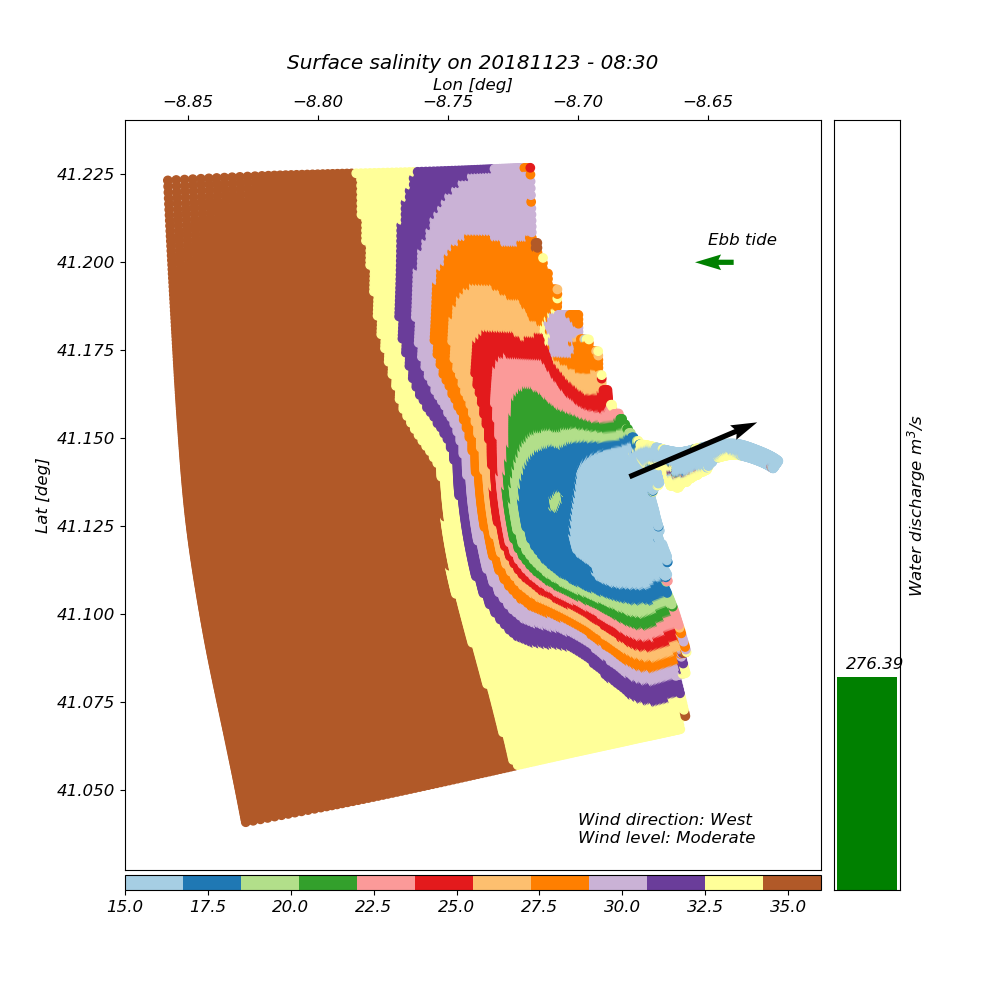 Surface salinity on 20181123 - 08:30
Lon [deg]
−8.85 −8.80 −8.75 −8.70 −8.65
41.225
Ebb tide
41.200
41.175
41.150
Lat [deg]
41.125
41.100
41.075
41.050
Water discharge m³/s
276.39
Wind direction: West
Wind level: Moderate
15.0 17.5 20.0 22.5 25.0 27.5 30.0 32.5 35.0